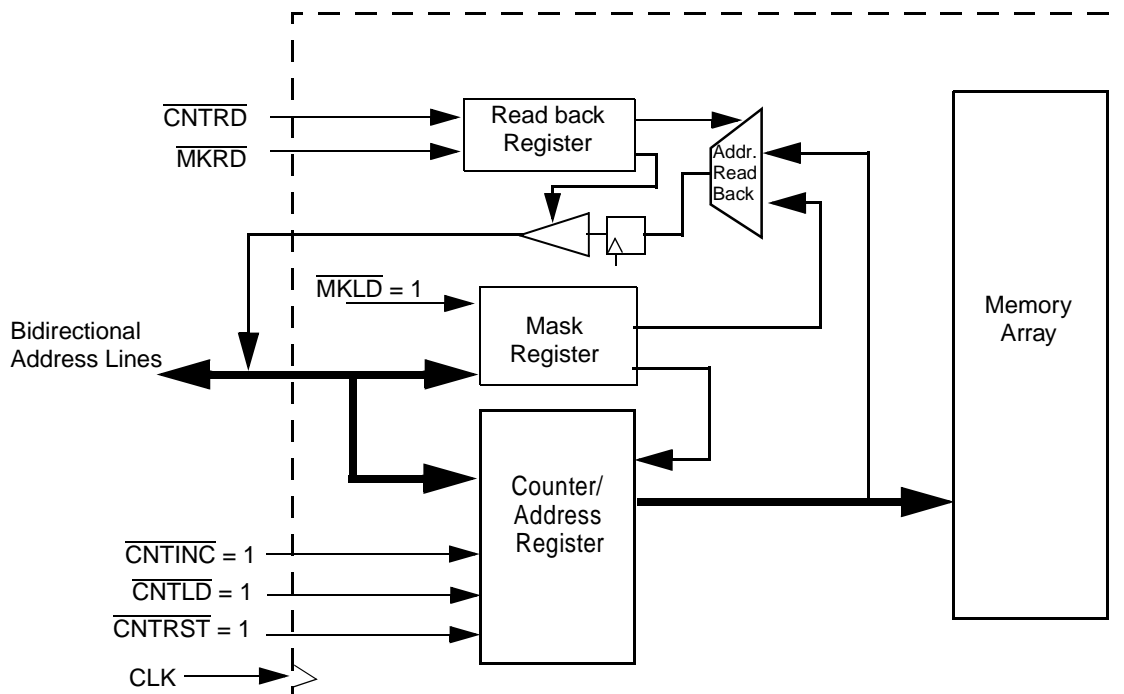 CNTRD
MKRD
Read back
Register
Addr.
Read
Back
MKLD = 1
Mask
Register
Bidirectional
Address Lines
Memory
Array
Counter/
Address
Register
CNTINC = 1
CNTLD = 1
CNTRST = 1
CLK